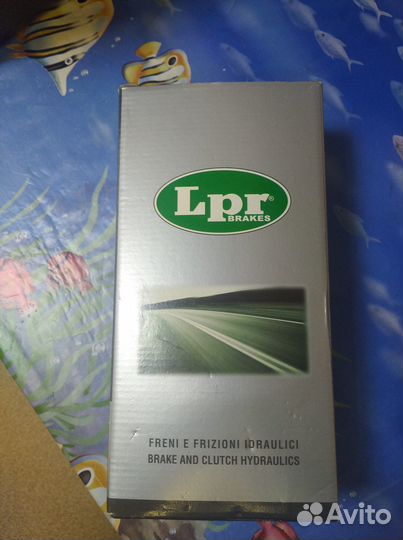 Lpr®
BRAKES
FRENI E FRIZIONI IDRAULICI
BRAKE AND CLUTCH HYDRAULICS
Avito